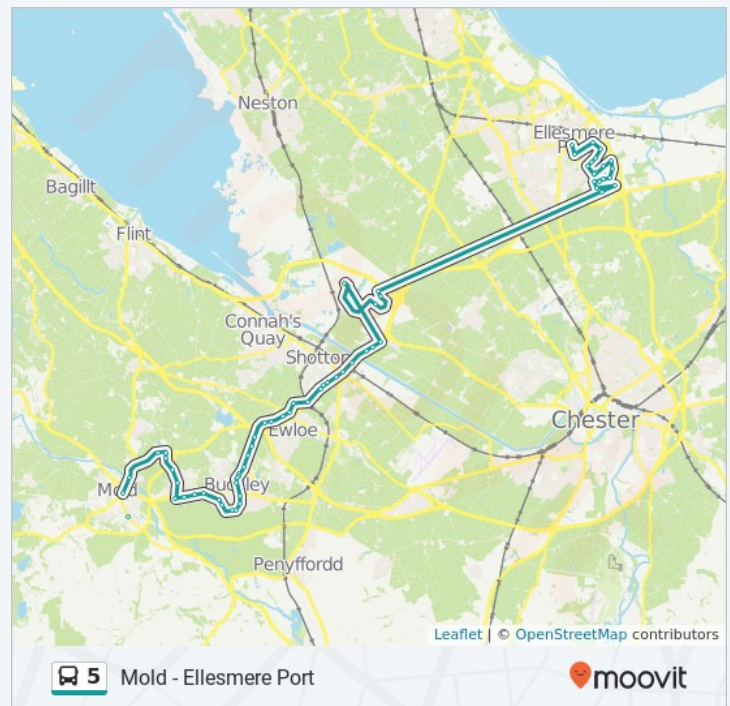 Neston
Ellesmere
P
Bagillt
Flint
Connah's
Quay
Shotton
Chester
Ewloe
Mold
Buckley
Penyffordd
Leaflet | © OpenStreetMap contributors
5 Mold - Ellesmere Port
moovit